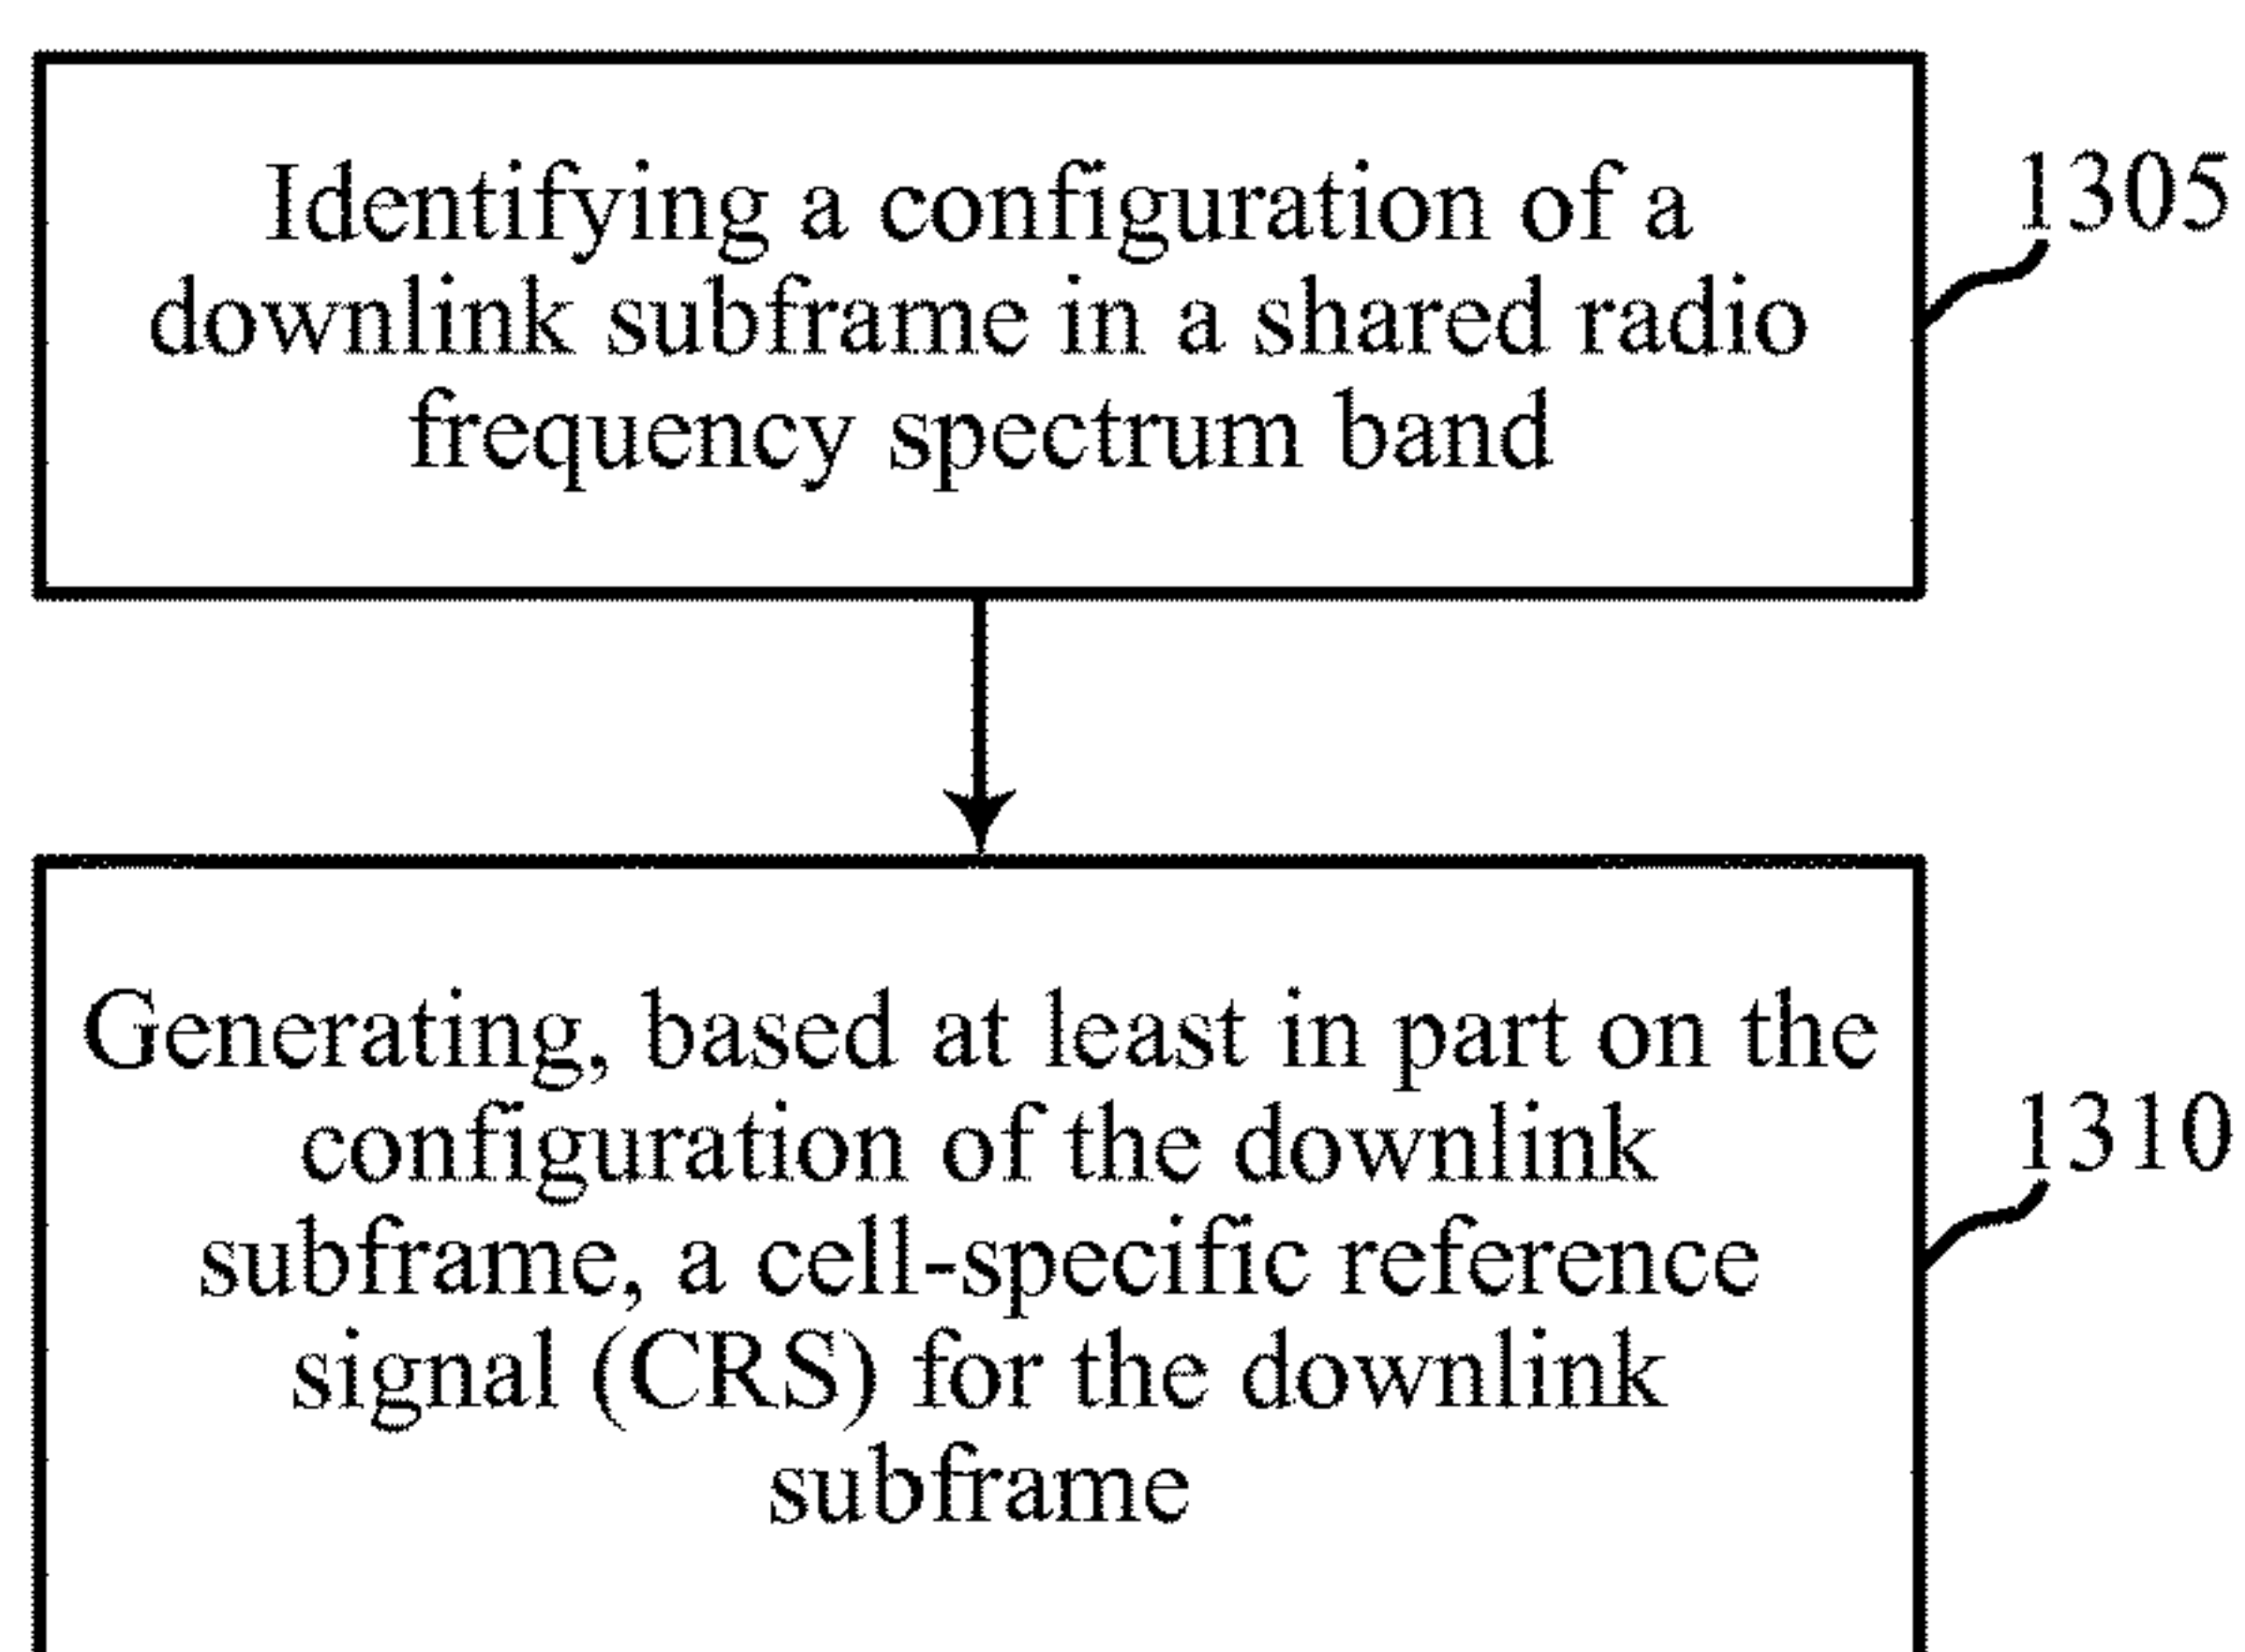 Identifying a configuration of a
downlink subframe in a shared radio
frequency spectrum band
1305
Generating, based at least in part on the
configuration of the downlink
subframe, a cell-specific reference
signal (CRS) for the downlink
subframe
1310